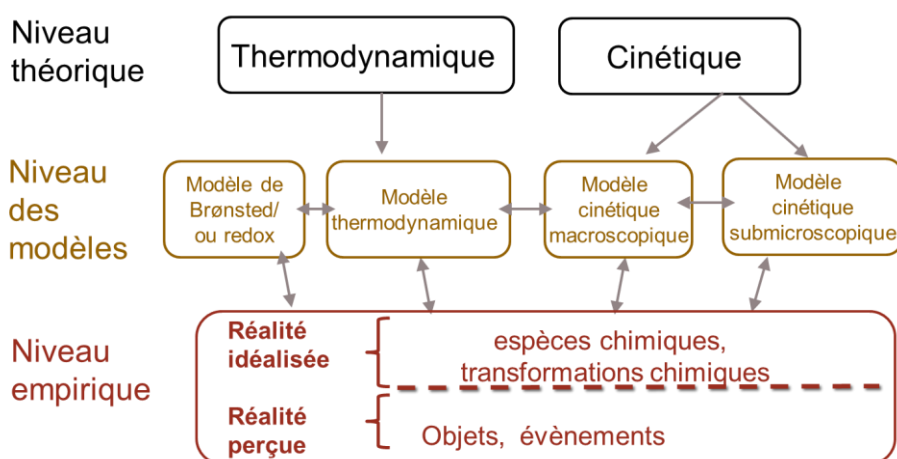 Niveau
théorique
Thermodynamique
Cinétique
Niveau
des
modèles
Modèle de
Brønsted/
ou redox
Modèle
thermodynamique
Modèle
cinétique
macroscopique
Modèle
cinétique
submicroscopique
Niveau
empirique
Réalité
idéalisée
espèces chimiques,
transformations chimiques
Réalité
perçue
Objets, évènements